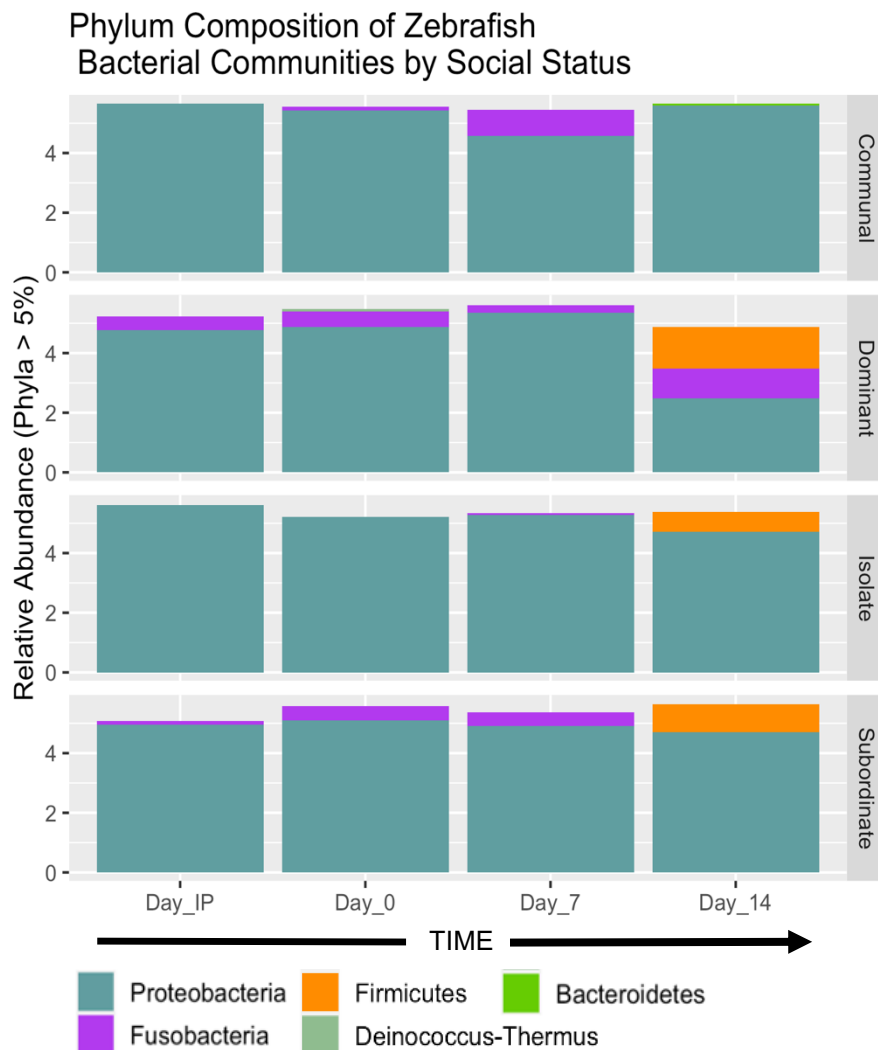 Phylum Composition of Zebrafish
Bacterial Communities by Social Status
Relative Abundance (Phyla > 5%)
4
2
0
Communal
4
2
0
Dominant
4
2
0
Isolate
4
2
0
Subordinate
Day_IP
Day_0
Day_7
Day_14
TIME
Proteobacteria
Firmicutes
Bacteroidetes
Fusobacteria
Deinococcus-Thermus